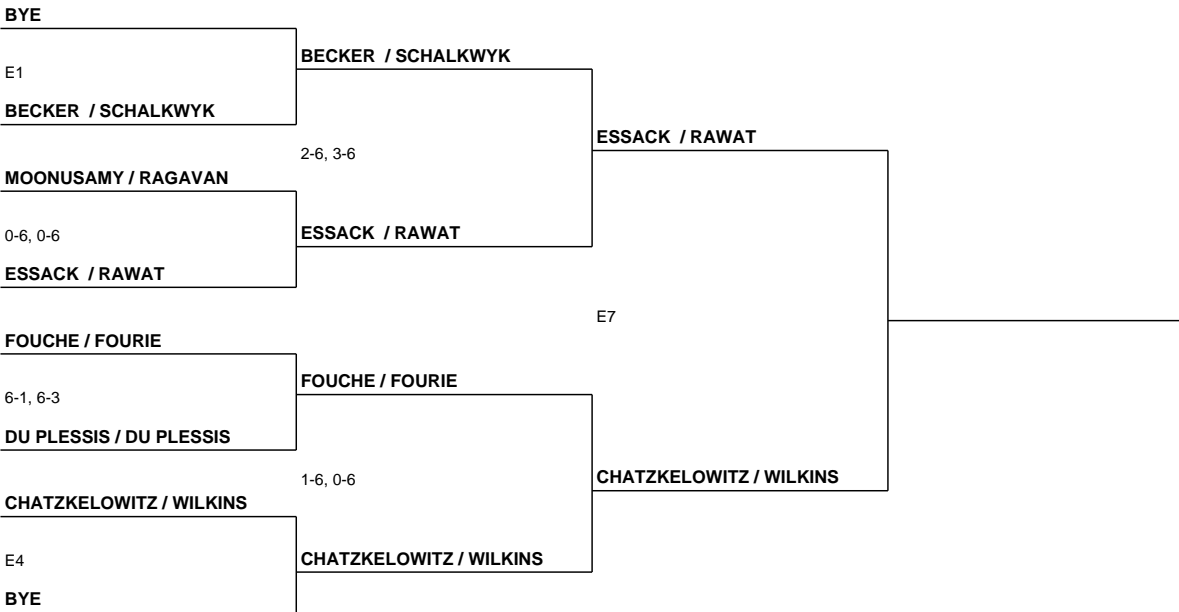 BYE
BECKER / SCHALKWYK
E1
BECKER / SCHALKWYK
ESSACK / RAWAT
2-6, 3-6
MOONUSAMY / RAGAVAN
ESSACK / RAWAT
0-6, 0-6
ESSACK / RAWAT
E7
FOUCHE / FOURIE
FOUCHE / FOURIE
6-1, 6-3
DU PLESSIS / DU PLESSIS
1-6, 0-6
CHATZKELOWITZ / WILKINS
CHATZKELOWITZ / WILKINS
E4
CHATZKELOWITZ / WILKINS
BYE